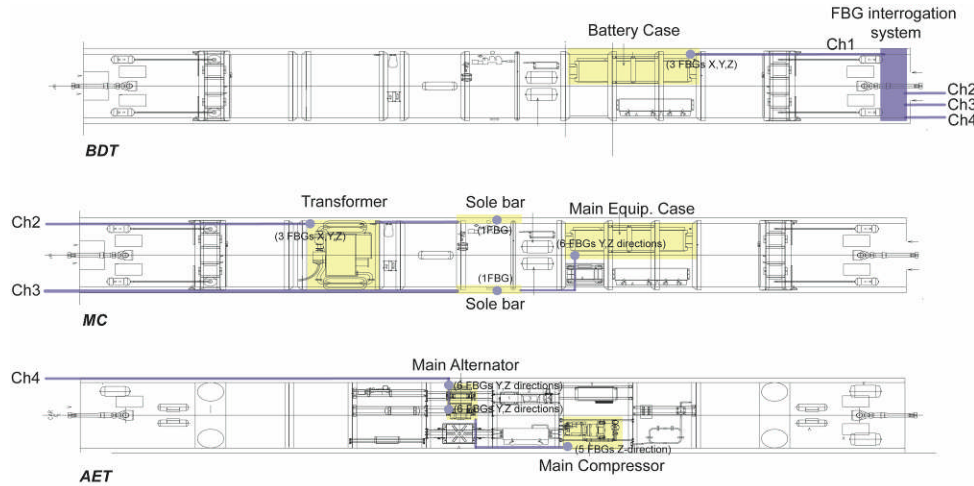 FBG interrogation
system
Battery Case
Ch1
(3 FBGs X,Y,Z)
Ch2
Ch3
Ch4
BDT
Transformer
Sole bar
Main Equip. Case
Ch2
(3 FBGs X,Y,Z)
(1FBG)
(6 FBGs Y,Z directions)
(1FBG)
Ch3
Sole bar
MC
Main Alternator
Ch4
(6 FBGs Y,Z directions)
(6 FBGs Y,Z directions)
(5 FBGs Z-direction)
Main Compressor
AET